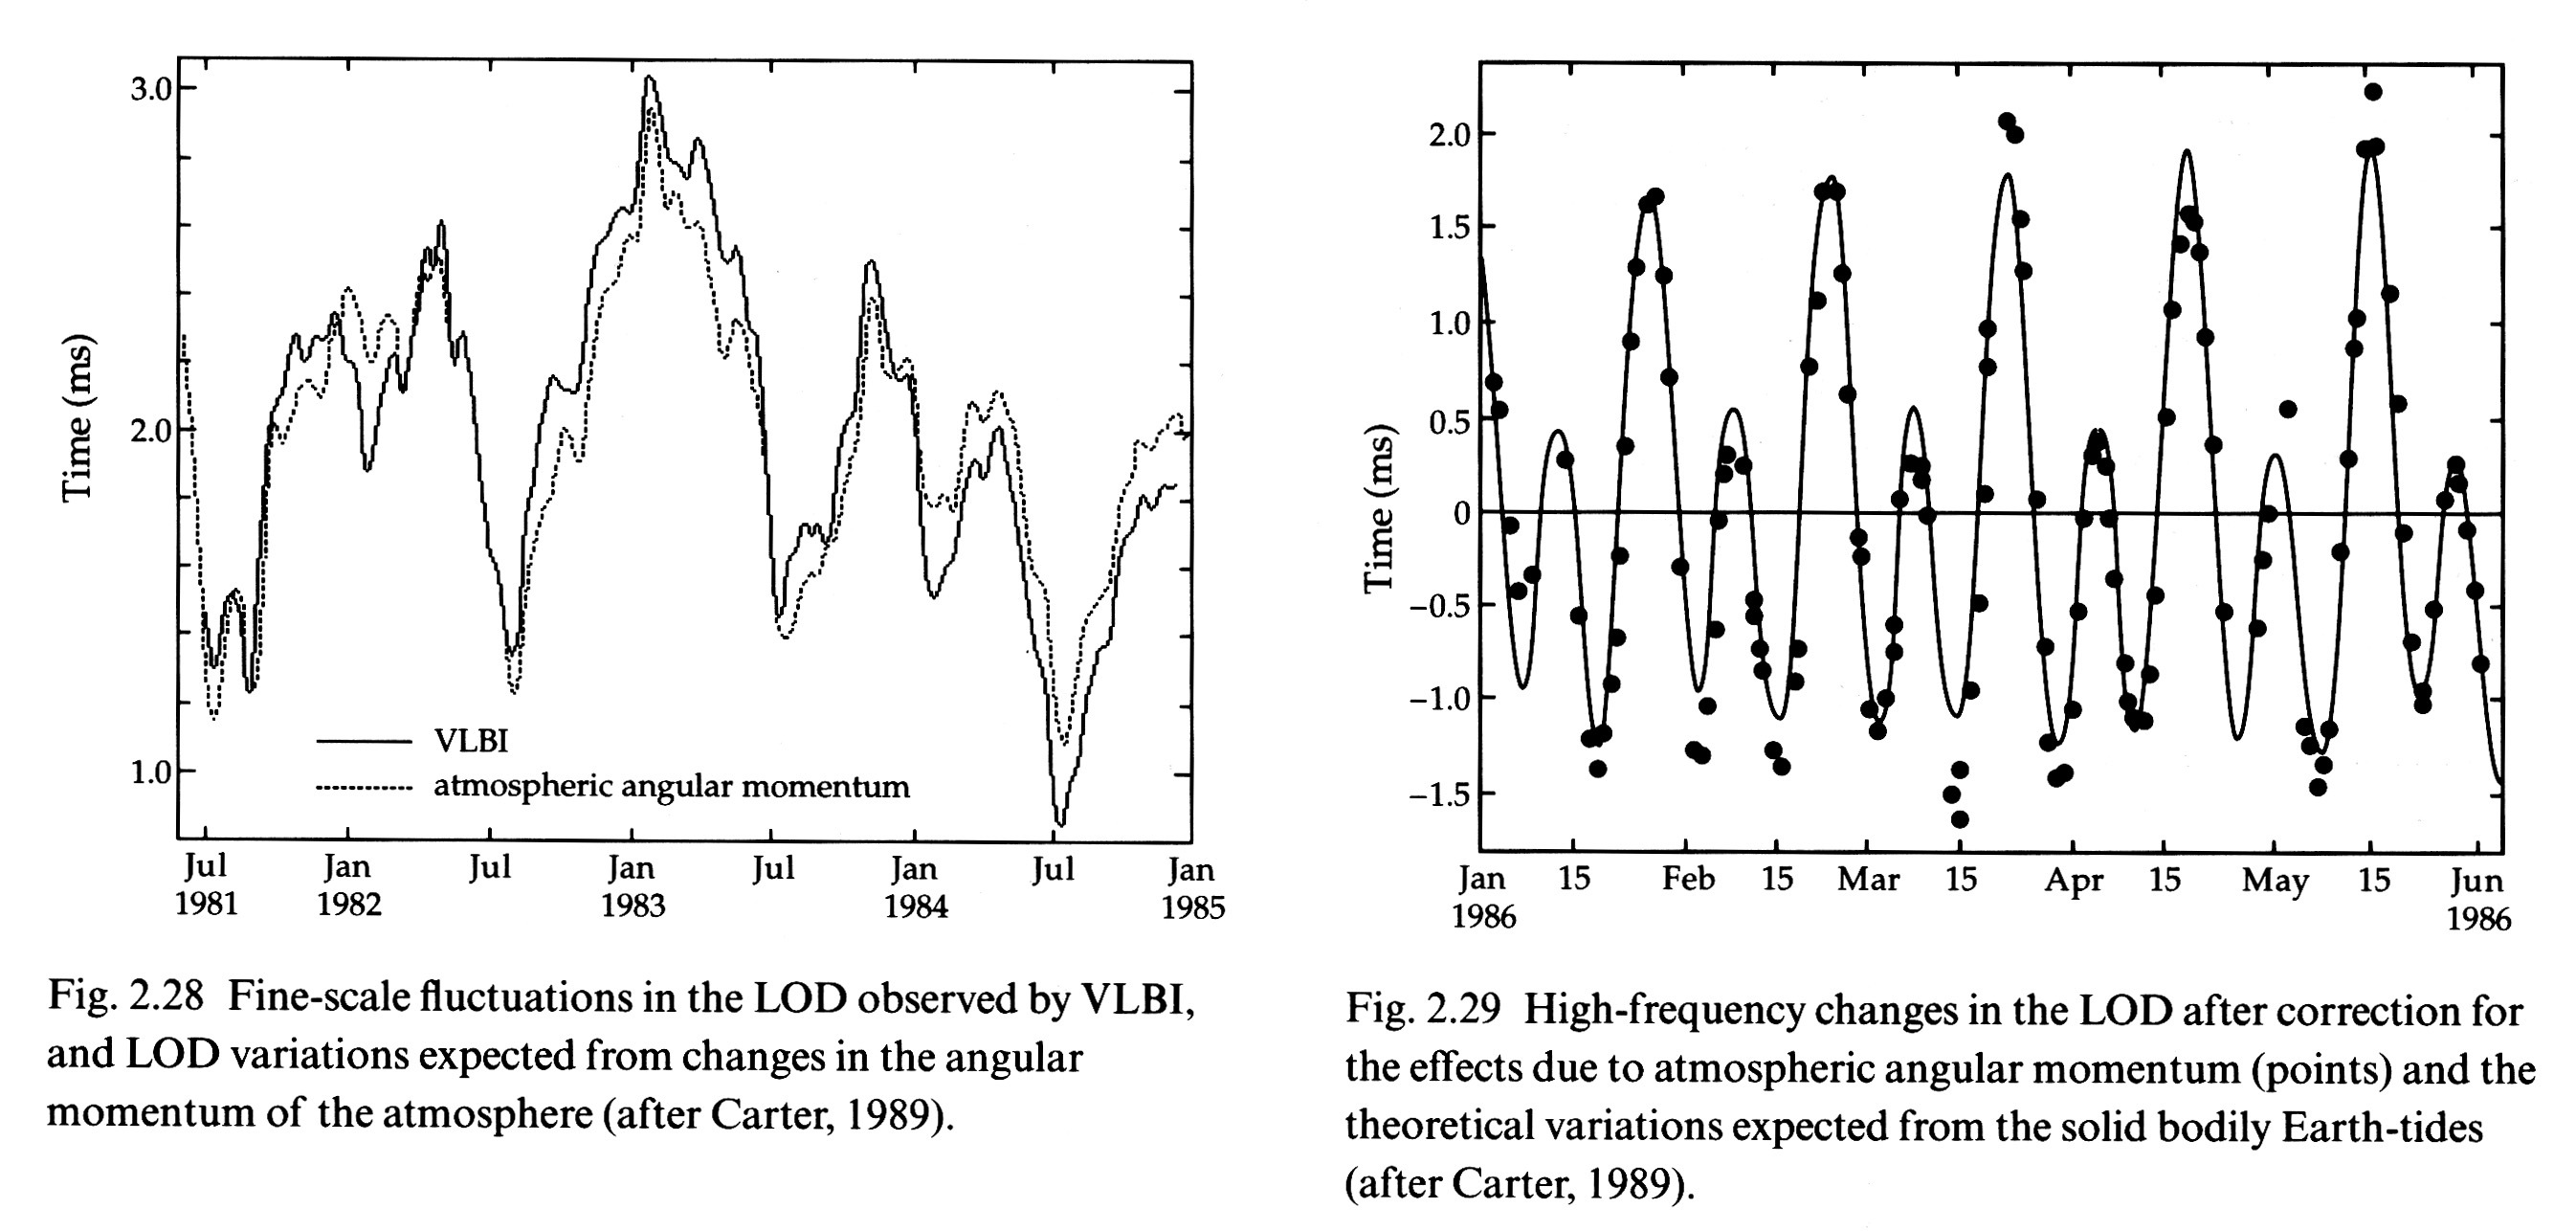 Time (ms)
3.0
2.0
1.0
VLBI
atmospheric angular momentum
Jul Jan Jul Jan Jul Jan Jul Jan
1981 1982 1983 1984 1985
Fig. 2.28 Fine-scale fluctuations in the LOD observed by VLBI,
and LOD variations expected from changes in the angular
momentum of the atmosphere (after Carter, 1989).
Time (ms)
2.0
1.5
1.0
0.5
0
−0.5
−1.0
−1.5
Jan 15 Feb 15 Mar 15 Apr 15 May 15 Jun
1986 1986
Fig. 2.29 High-frequency changes in the LOD after correction for
the effects due to atmospheric angular momentum (points) and the
theoretical variations expected from the solid bodily Earth-tides
(after Carter, 1989).